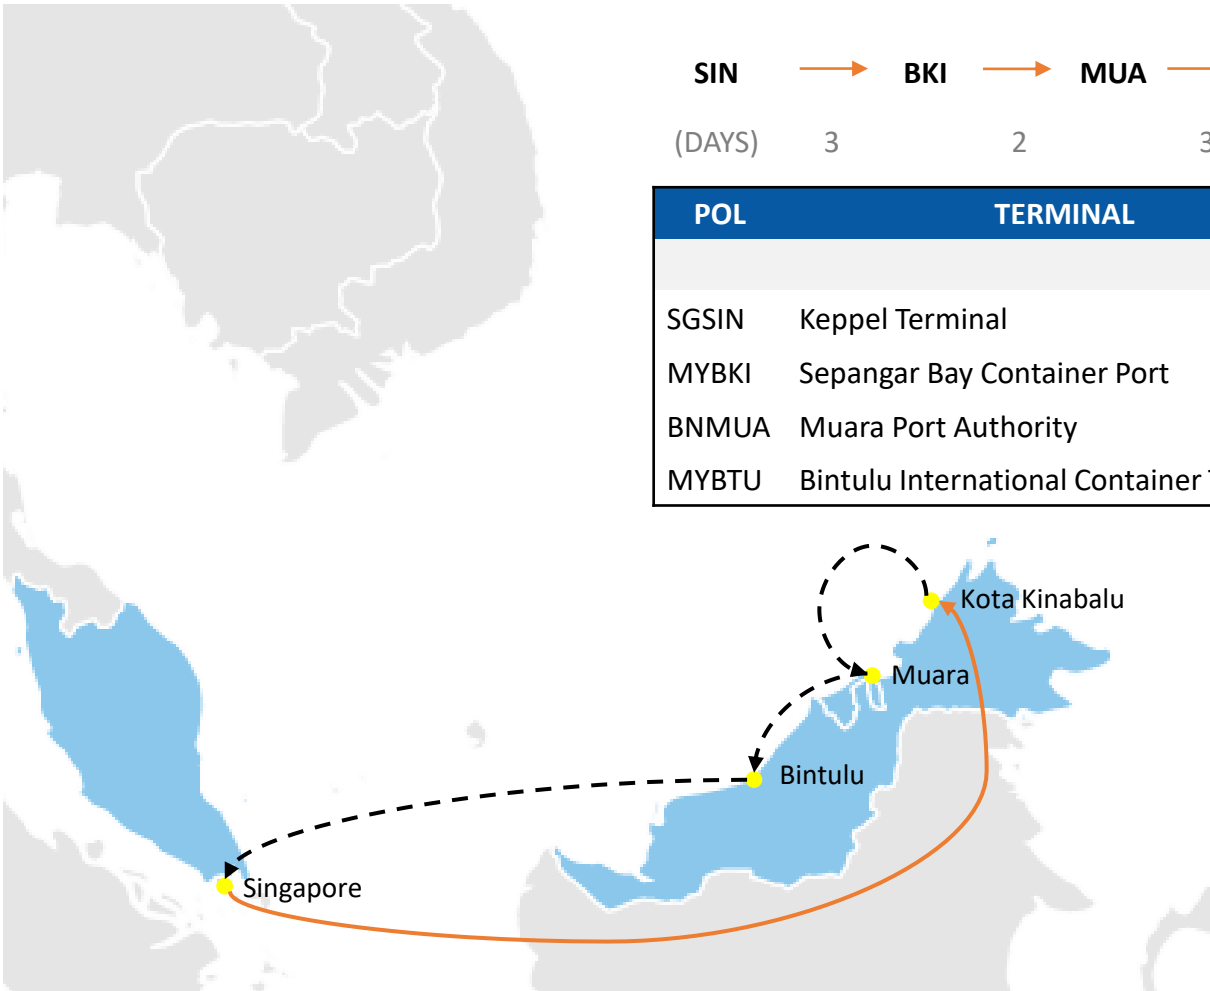 SIN BKI MUA
(DAYS) 3 2 3
POL TERMINAL
SGSIN Keppel Terminal
MYBKI Sepangar Bay Container Port
BNMUA Muara Port Authority
MYBTU Bintulu International Container
Kota Kinabalu
Muara
Bintulu
Singapore